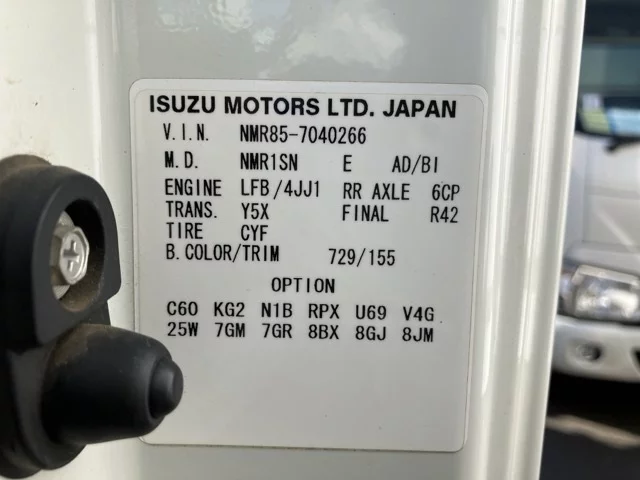 ISUZU MOTORS LTD. JAPAN
V.I.N. NMR85-7040266
M.D. NMR1SN E AD/BI
ENGINE LFB/4JJ1 RR AXLE 6CP
TRANS. Y5X FINAL R42
TIRE CYF
B.COLOR/TRIM 729/155
OPTION
C60 KG2 N1B RPX U69 V4G
25W 7GM 7GR 8BX 8GJ 8JM